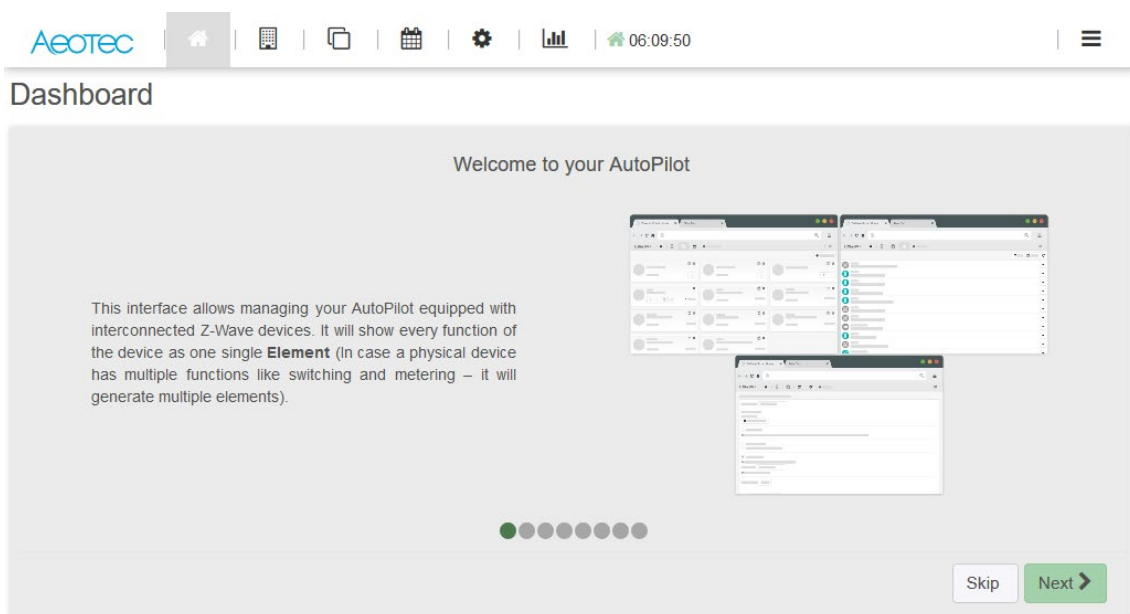 AEOTEC
06:09:50
Dashboard
Welcome to your AutoPilot
This interface allows managing your AutoPilot equipped with
interconnected Z-Wave devices. It will show every function of
the device as one single Element (In case a physical device
has multiple functions like switching and metering – it will
generate multiple elements).
Skip
Next